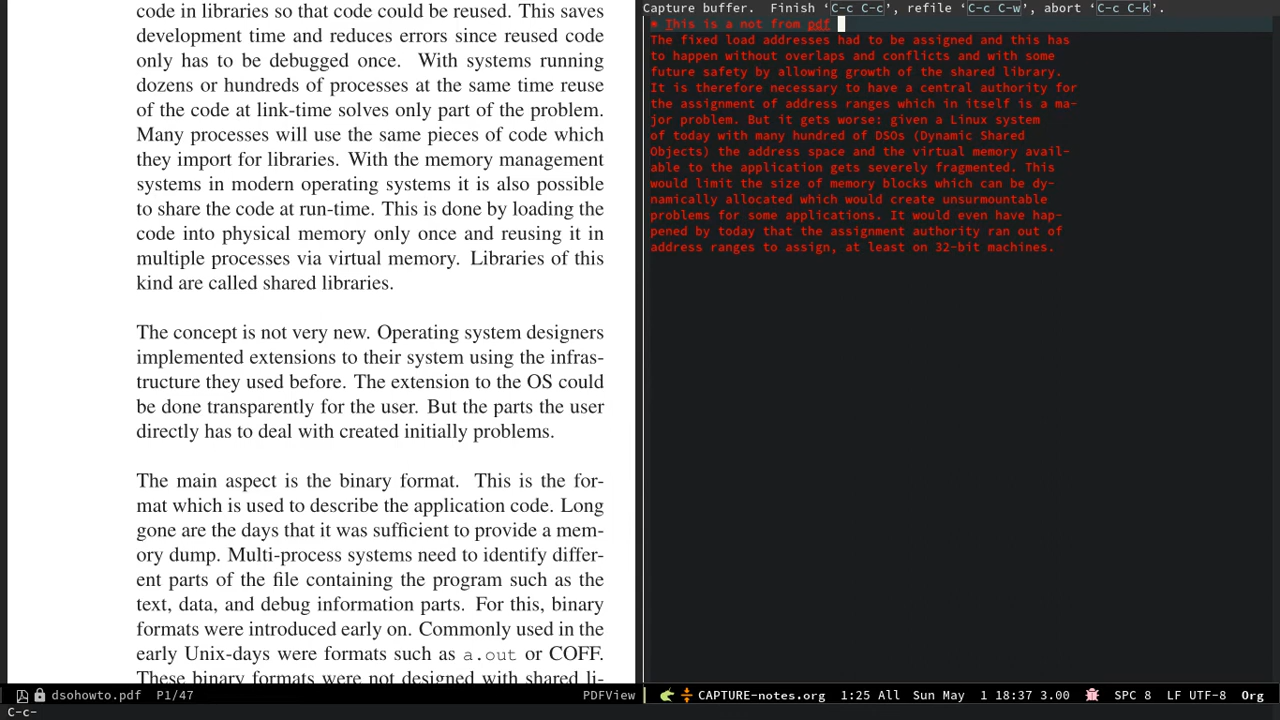 code in libraries so that code could be reused. This saves
development time and reduces errors since reused code
only has to be debugged once. With systems running
dozens or hundreds of processes at the same time reuse
of the code at link-time solves only part of the problem.
Many processes will use the same pieces of code which
they import for libraries. With the memory management
systems in modern operating systems it is also possible
to share the code at run-time. This is done by loading the
code into physical memory only once and reusing it in
multiple processes via virtual memory. Libraries of this
kind are called shared libraries.
The concept is not very new. Operating system designers
implemented extensions to their system using the infras-
tructure they used before. The extension to the OS could
be done transparently for the user. But the parts the user
directly has to deal with created initially problems.
The main aspect is the binary format. This is the for-
mat which is used to describe the application code. Long
gone are the days that it was sufficient to provide a mem-
ory dump. Multi-process systems need to identify differ-
ent parts of the file containing the program such as the
text, data, and debug information parts. For this, binary
formats were introduced early on. Commonly used in the
early Unix-days were formats such as a.out or COFF.
These binary formats were not designed with shared li-
dsohowto.pdf P1/47 PDFView
C-c-
Capture buffer. Finish ‘C-c C-c’, refile ‘C-c C-w’, abort ‘C-c C-k’.
* This is a not from pdf
The fixed load addresses had to be assigned and this has
to happen without overlaps and conflicts and with some
future safety by allowing growth of the shared library.
It is therefore necessary to have a central authority for
the assignment of address ranges which in itself is a ma-
jor problem. But it gets worse: given a Linux system
of today with many hundred of DSOs (Dynamic Shared
Objects) the address space and the virtual memory avail-
able to the application gets severely fragmented. This
would limit the size of memory blocks which can be dy-
namically allocated which would create unsurmountable
problems for some applications. It would even have hap-
pened by today that the assignment authority ran out of
address ranges to assign, at least on 32-bit machines.
CAPTURE-notes.org 1:25 All Sun May 1 18:37 3.00 SPC 8 LF UTF-8 Org